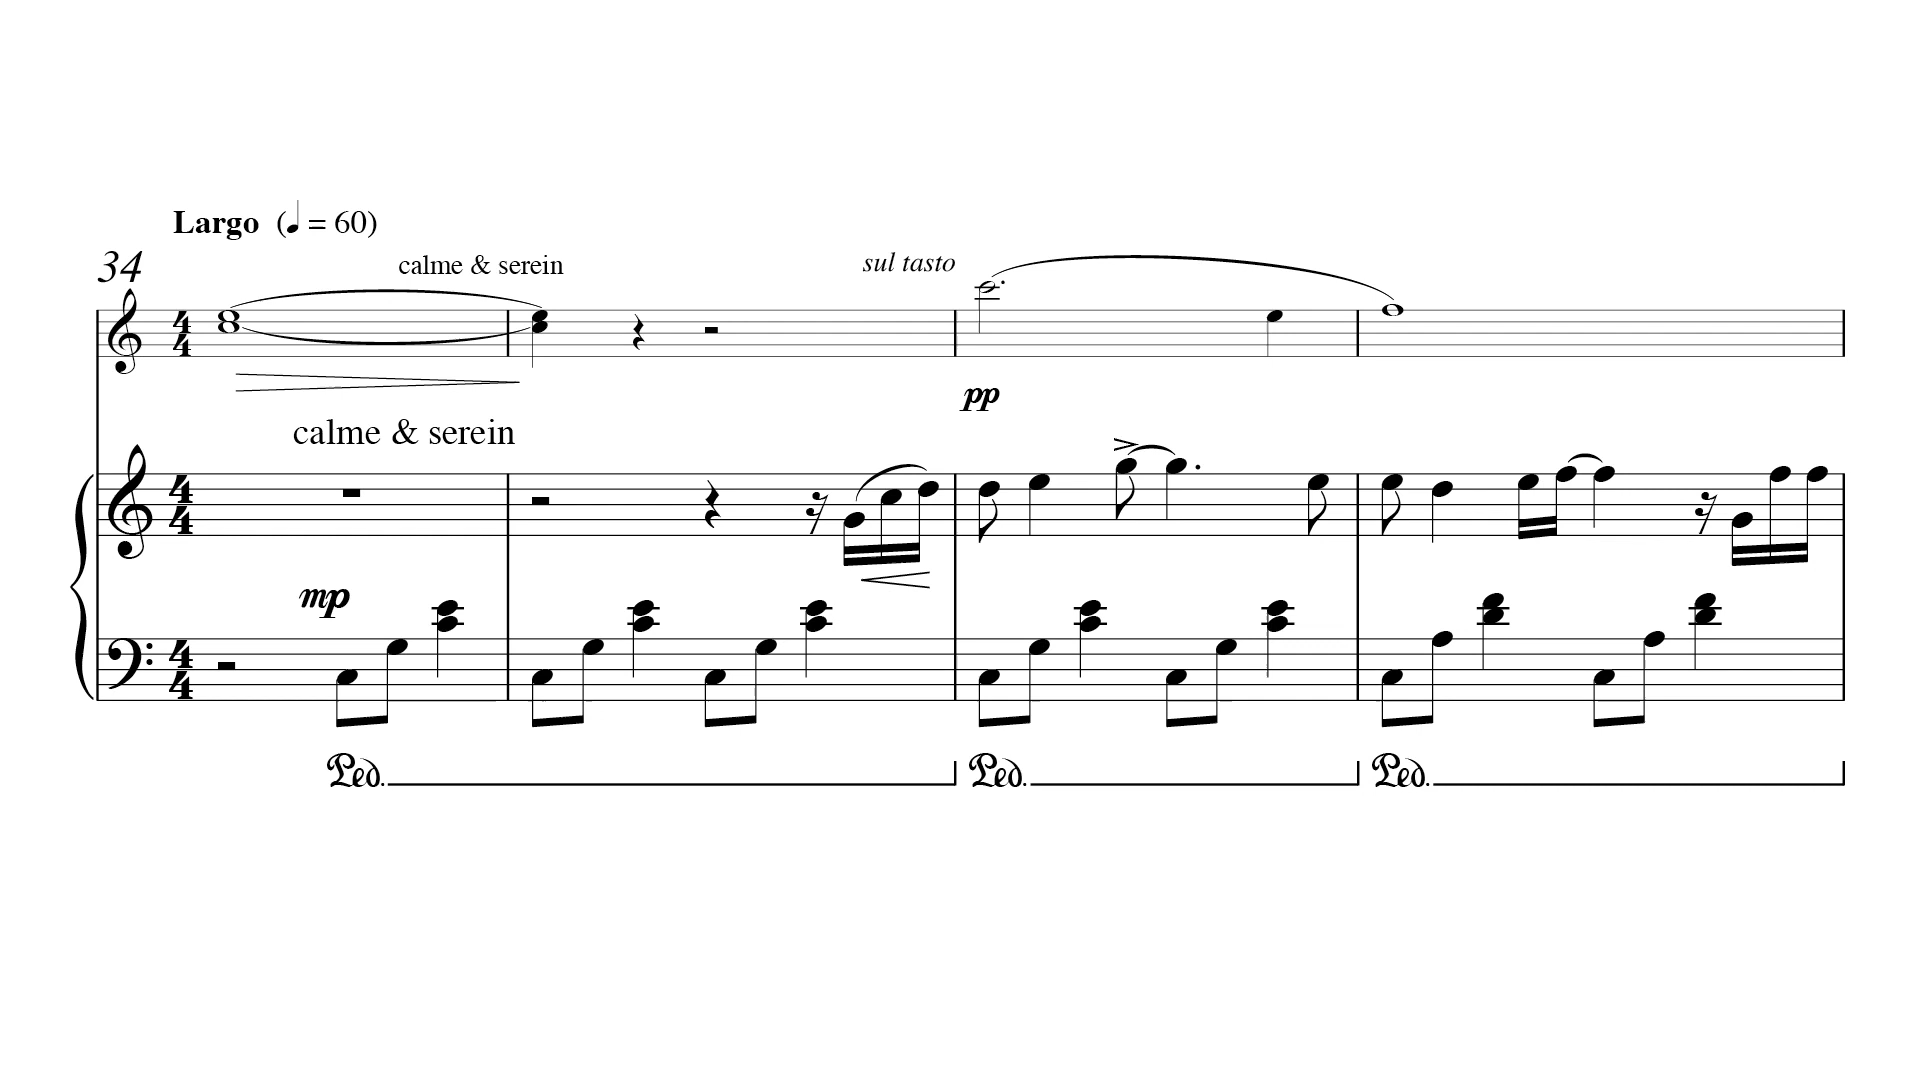 Largo (♩ = 60)
34
calme & serein
sul tasto
pp
calme & serein
mp
Ped. Ped. Ped.